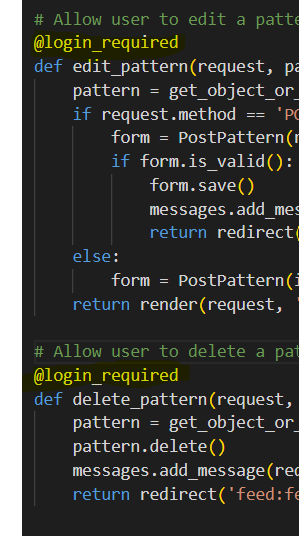 # Allow user to edit a patte
@login_required
def edit_pattern(request, pa
pattern = get_object_or_
if request.method == 'PO
form = PostPattern(r
if form.is_valid():
form.save()
messages.add_mes
return redirect(
else:
form = PostPattern(i
return render(request, '
# Allow user to delete a pat
@login_required
def delete_pattern(request,
pattern = get_object_or_
pattern.delete()
messages.add_message(req
return redirect('feed:fe